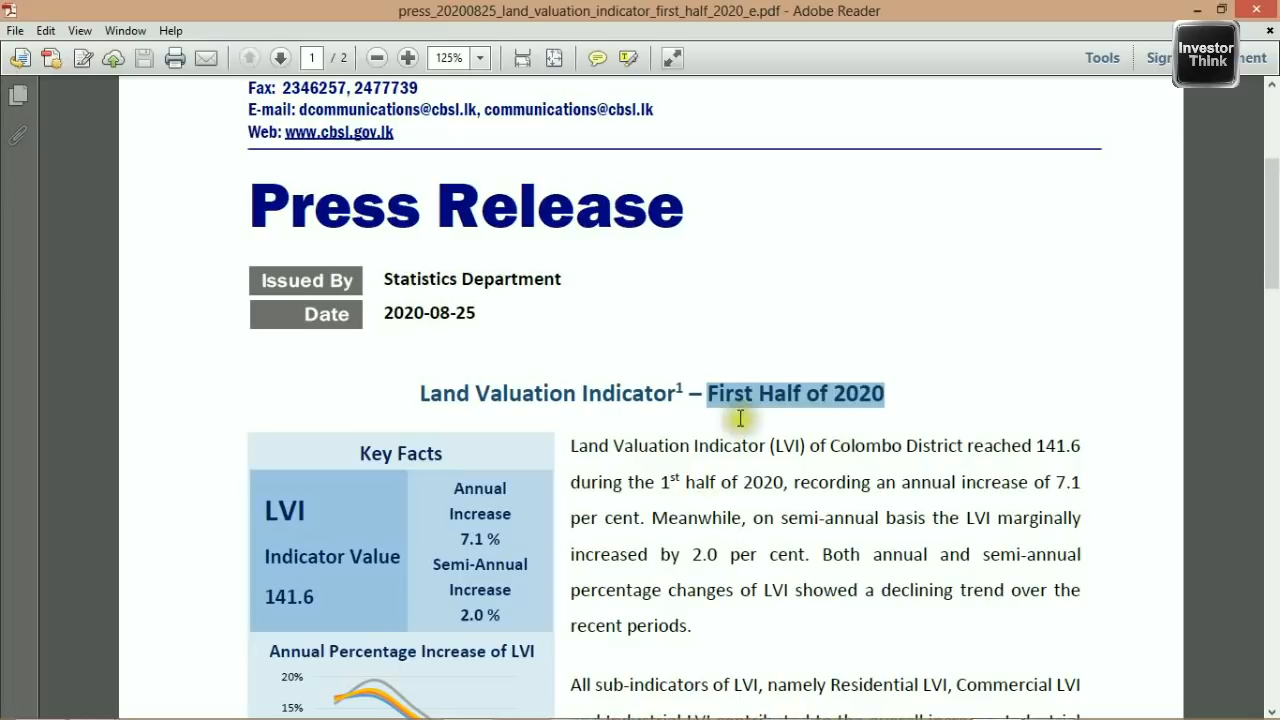 press_20200825_land_valuation_indicator_first_half_2020_e.pdf - Adobe Reader
File Edit View Window Help
1 / 2 125% Tools Sig ment
Investor
Think
Fax: 2346257, 2477739
E-mail: dcommunications@cbsl.lk, communications@cbsl.lk
Web: www.cbsl.gov.lk
Press Release
Issued By Statistics Department
Date 2020-08-25
Land Valuation Indicator1 – First Half of 2020
Key Facts
LVI
Indicator Value
141.6
Annual
Increase
7.1 %
Semi-Annual
Increase
2.0 %
Annual Percentage Increase of LVI
20%
15%
Land Valuation Indicator (LVI) of Colombo District reached 141.6
during the 1st half of 2020, recording an annual increase of 7.1
per cent. Meanwhile, on semi-annual basis the LVI marginally
increased by 2.0 per cent. Both annual and semi-annual
percentage changes of LVI showed a declining trend over the
recent periods.
All sub-indicators of LVI, namely Residential LVI, Commercial LVI